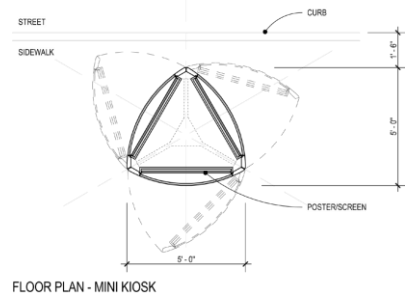 STREET
CURB
SIDEWALK
1' - 6"
5' - 0"
POSTER/SCREEN
5' - 0"
FLOOR PLAN - MINI KIOSK